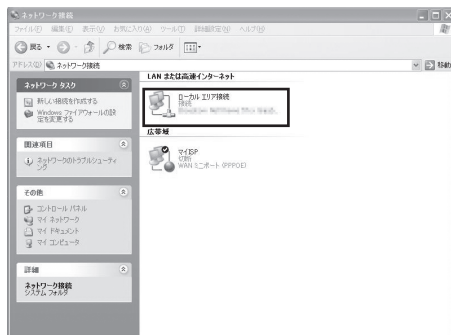 ネットワーク接続
ファイル(F) 編集(E) 表示(V) お気に入り(A) ツール(T) 詳細設定(N) ヘルプ(H)
戻る 検索 フォルダ
アドレス(D) ネットワーク接続 移動
ネットワーク タスク
新しい接続を作成する
Windows ファイアウォールの設
定を変更する
関連項目
ネットワークのトラブルシューティ
ング
その他
コントロール パネル
マイ ネットワーク
マイ ドキュメント
マイ コンピュータ
詳細
ネットワーク接続
システム フォルダ
LAN または高速インターネット
ローカル エリア接続
接続
広帯域
マイISP
切断
WAN ミニポート (PPPOE)